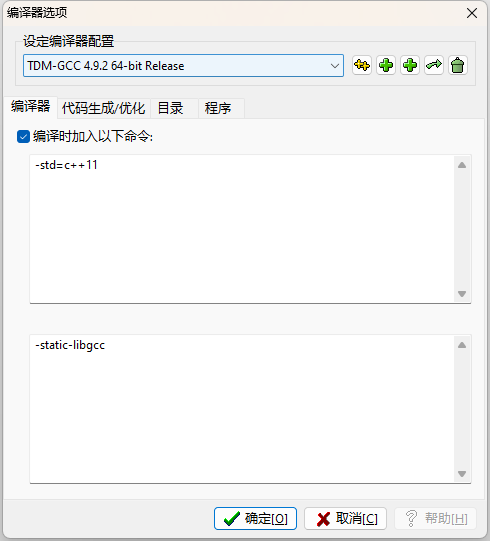 编译器选项
设定编译器配置
TDM-GCC 4.9.2 64-bit Release
编译器 代码生成/优化 目录 程序
编译时加入以下命令:
-std=c++11
-static-libgcc
确定[O] 取消[C] 帮助[H]